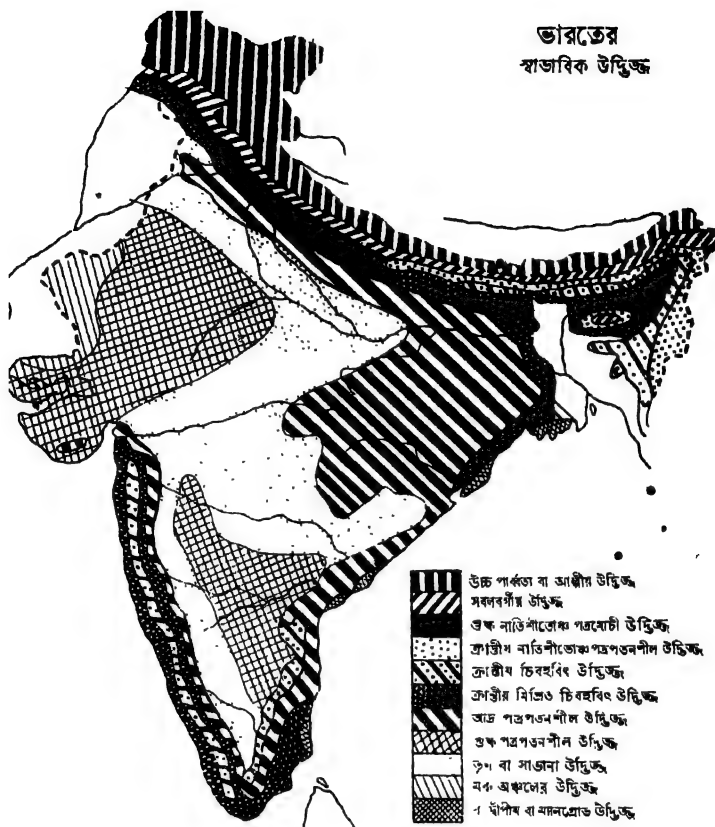 ভারতের
স্বাভাবিক উদ্ভিজ্জ
উচ্চ পার্বত্য বা আল্পীয় উদ্ভিজ্জ
সরলবর্গীয় উদ্ভিজ্জ
শুষ্ক নাতিশীতোষ্ণ পত্রমোচী উদ্ভিজ্জ
ক্রান্তীয় নাতিশীতোষ্ণ পত্রপতনশীল উদ্ভিজ্জ
ক্রান্তীয় চিরহরিৎ উদ্ভিজ্জ
ক্রান্তীয় মিশ্রিত চিরহরিৎ উদ্ভিজ্জ
আর্দ্র পত্রপতনশীল উদ্ভিজ্জ
শুষ্ক পত্রপতনশীল উদ্ভিজ্জ
তৃণ বা সাভানা উদ্ভিজ্জ
মরু অঞ্চলের উদ্ভিজ্জ
বা ম্যানগ্রোভ উদ্ভিজ্জ